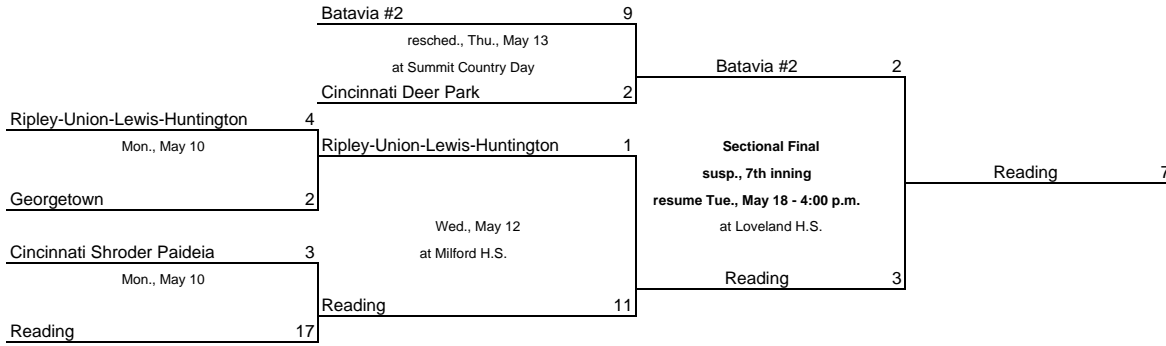 Batavia #2 9
resched., Thu., May 13
at Summit Country Day
Batavia #2 2
Cincinnati Deer Park 2
Ripley-Union-Lewis-Huntington 4
Mon., May 10
Ripley-Union-Lewis-Huntington 1
Sectional Final
susp., 7th inning
Reading 7
Georgetown 2
resume Tue., May 18 - 4:00 p.m.
Wed., May 12
at Loveland H.S.
Cincinnati Shroder Paideia 3
at Milford H.S.
Mon., May 10
Reading 3
Reading 11
Reading 17